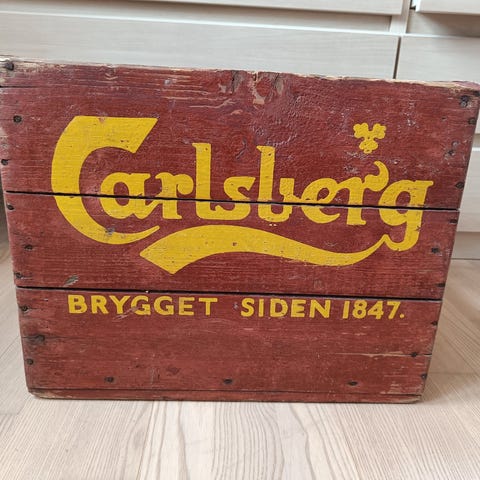 Carlsberg
BRYGGET SIDEN 1847.